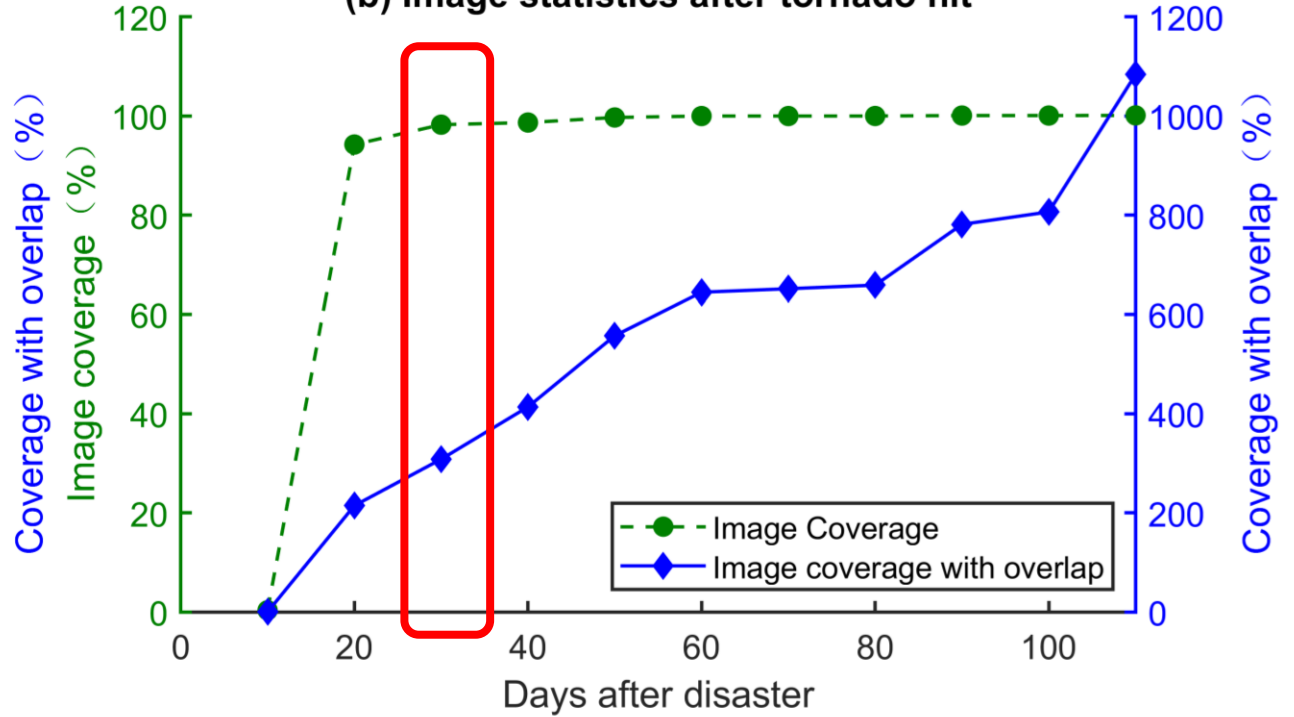 (b) Image statistics after tornado hit
Coverage with overlap (%)
Image coverage (%)
120
100
80
60
40
20
0
1200
1000
800
600
400
200
0
Coverage with overlap (%)
Image Coverage
Image coverage with overlap
0 20 40 60 80 100
Days after disaster